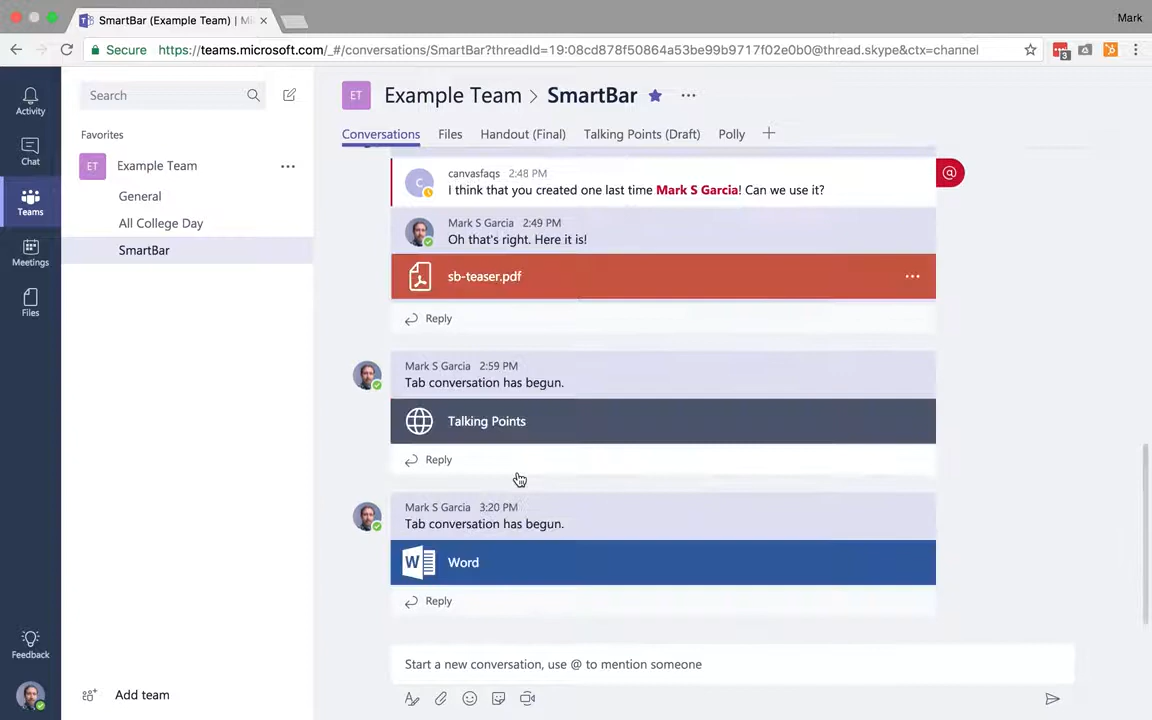 SmartBar (Example Team) | Mi
Mark
Secure
https://teams.microsoft.com/_#/conversations/SmartBar?threadId=19:08cd878f50864a53be99b9717f02e0b0@thread.skype&ctx=channel
3
Activity
Chat
Teams
Meetings
Files
Feedback
Search
Favorites
ET
Example Team
General
All College Day
SmartBar
Add team
ET
Example Team > SmartBar
Conversations
Files
Handout (Final)
Talking Points (Draft)
Polly
C
canvasfaqs 2:48 PM
I think that you created one last time Mark S Garcia! Can we use it?
@
Mark S Garcia 2:49 PM
Oh that's right. Here it is!
sb-teaser.pdf
Reply
Mark S Garcia 2:59 PM
Tab conversation has begun.
Talking Points
Reply
Mark S Garcia 3:20 PM
Tab conversation has begun.
W
Word
Reply
Start a new conversation, use @ to mention someone